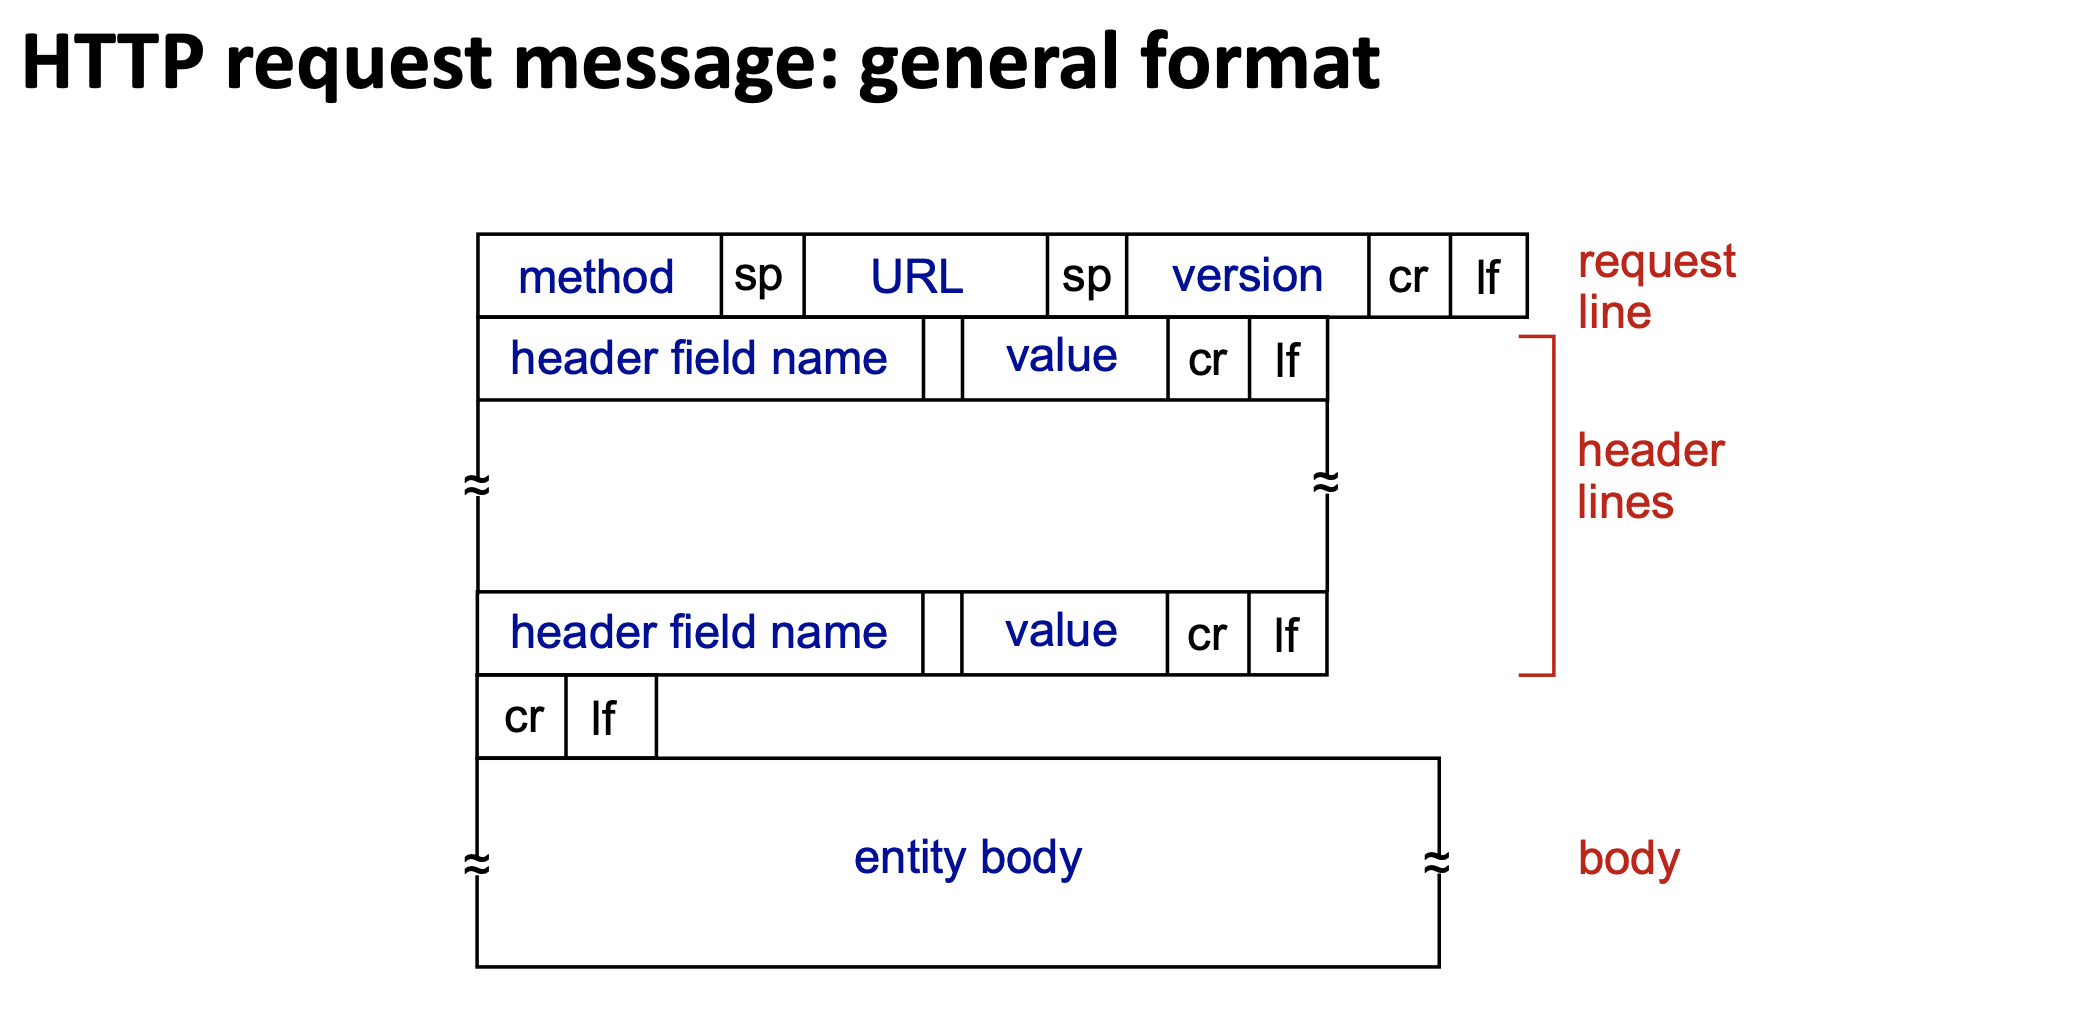 HTTP request message: general format
method sp URL sp version cr lf
request
line
header field name value cr lf
header
lines
header field name value cr lf
cr lf
entity body
body